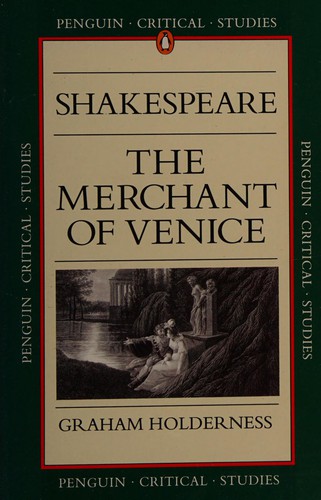 PENGUIN · CRITICAL · STUDIES
SHAKESPEARE
THE
MERCHANT
OF VENICE
GRAHAM HOLDERNESS
PENGUIN · CRITICAL · STUDIES
PENGUIN · CRITICAL · STUDIES
PENGUIN · CRITICAL · STUDIES